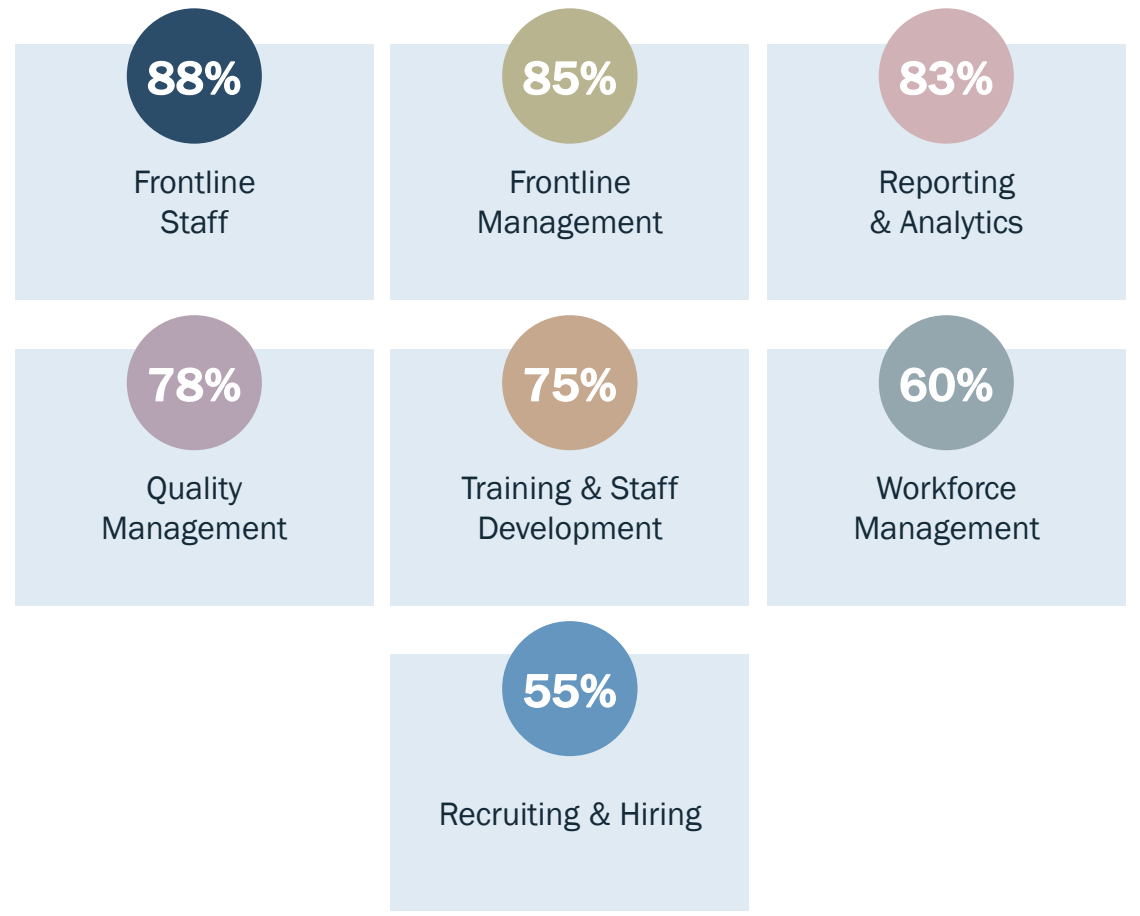 88%
Frontline
Staff
85%
Frontline
Management
83%
Reporting
& Analytics
78%
Quality
Management
75%
Training & Staff
Development
60%
Workforce
Management
55%
Recruiting & Hiring